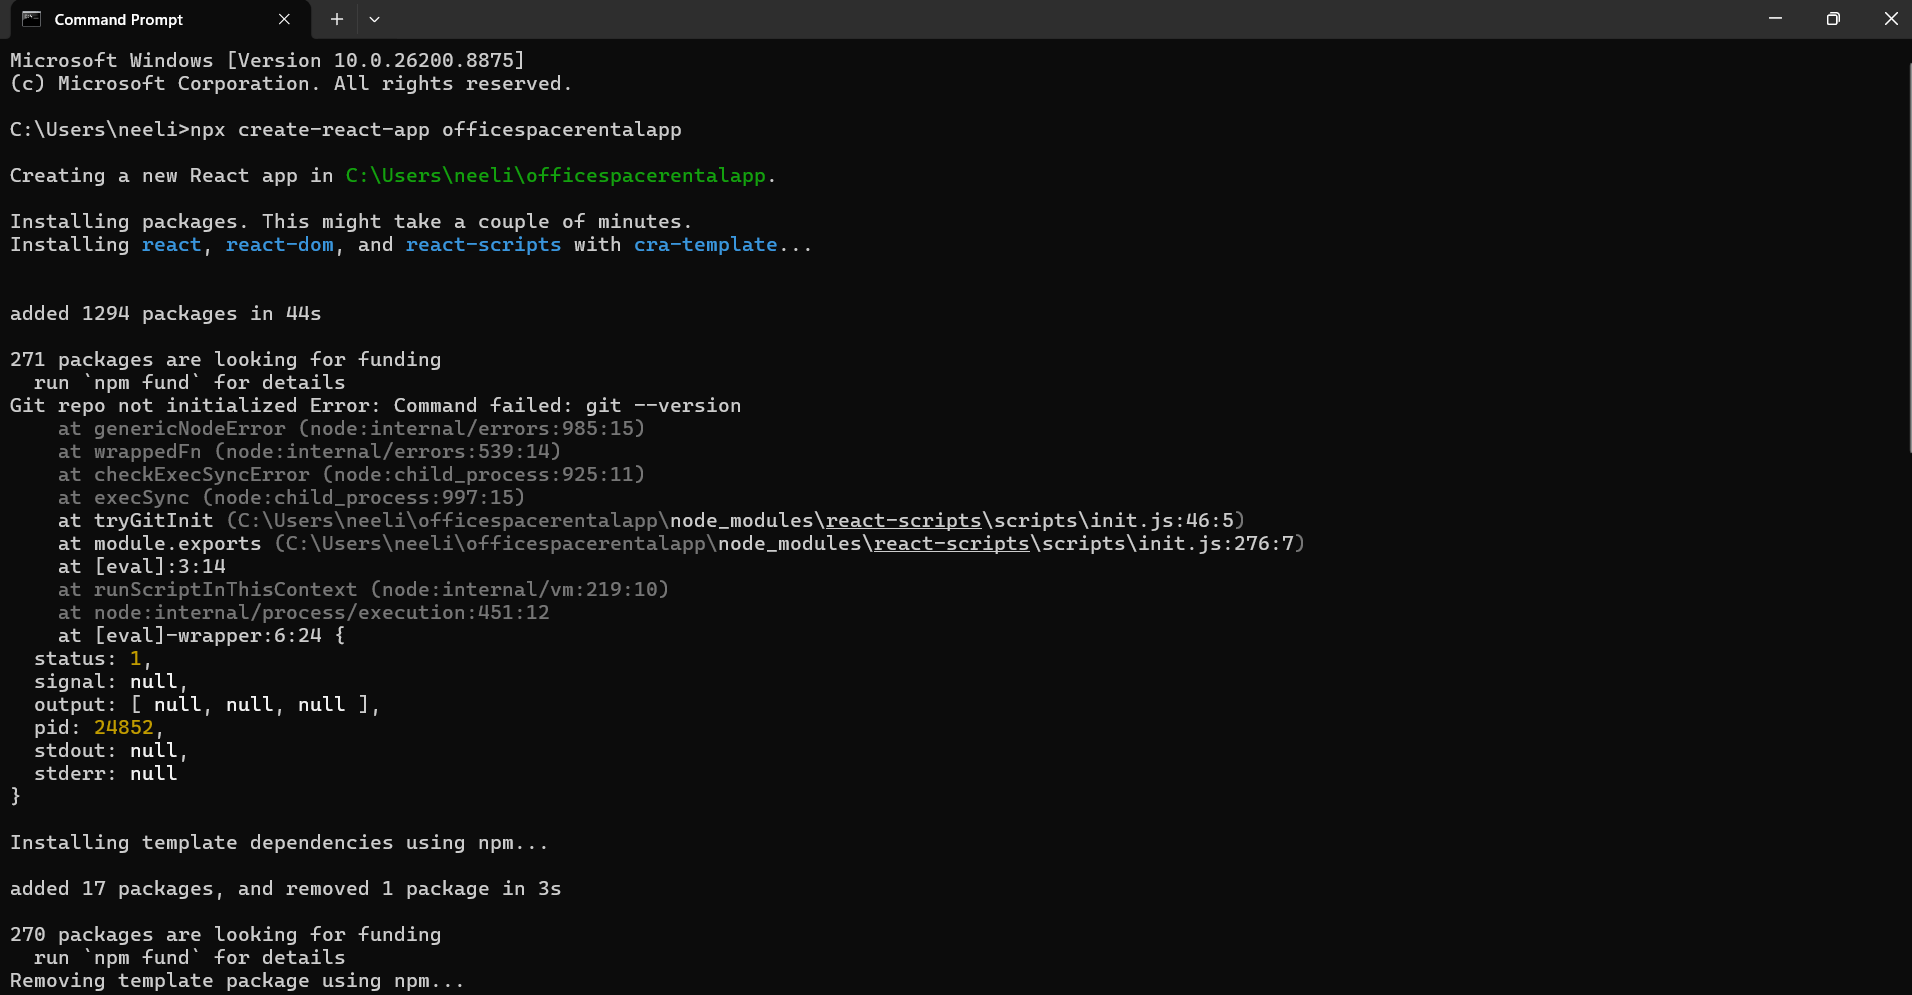 Command Prompt
Microsoft Windows [Version 10.0.26200.8875]
(c) Microsoft Corporation. All rights reserved.
C:\Users\neeli>npx create-react-app officespacerentalapp
Creating a new React app in C:\Users\neeli\officespacerentalapp.
Installing packages. This might take a couple of minutes.
Installing react, react-dom, and react-scripts with cra-template...
added 1294 packages in 44s
271 packages are looking for funding
  run `npm fund` for details
Git repo not initialized Error: Command failed: git --version
    at genericNodeError (node:internal/errors:985:15)
    at wrappedFn (node:internal/errors:539:14)
    at checkExecSyncError (node:child_process:925:11)
    at execSync (node:child_process:997:15)
    at tryGitInit (C:\Users\neeli\officespacerentalapp\node_modules\react-scripts\scripts\init.js:46:5)
    at module.exports (C:\Users\neeli\officespacerentalapp\node_modules\react-scripts\scripts\init.js:276:7)
    at [eval]:3:14
    at runScriptInThisContext (node:internal/vm:219:10)
    at node:internal/process/execution:451:12
    at [eval]-wrapper:6:24 {
  status: 1,
  signal: null,
  output: [ null, null, null ],
  pid: 24852,
  stdout: null,
  stderr: null
}
Installing template dependencies using npm...
added 17 packages, and removed 1 package in 3s
270 packages are looking for funding
  run `npm fund` for details
Removing template package using npm...